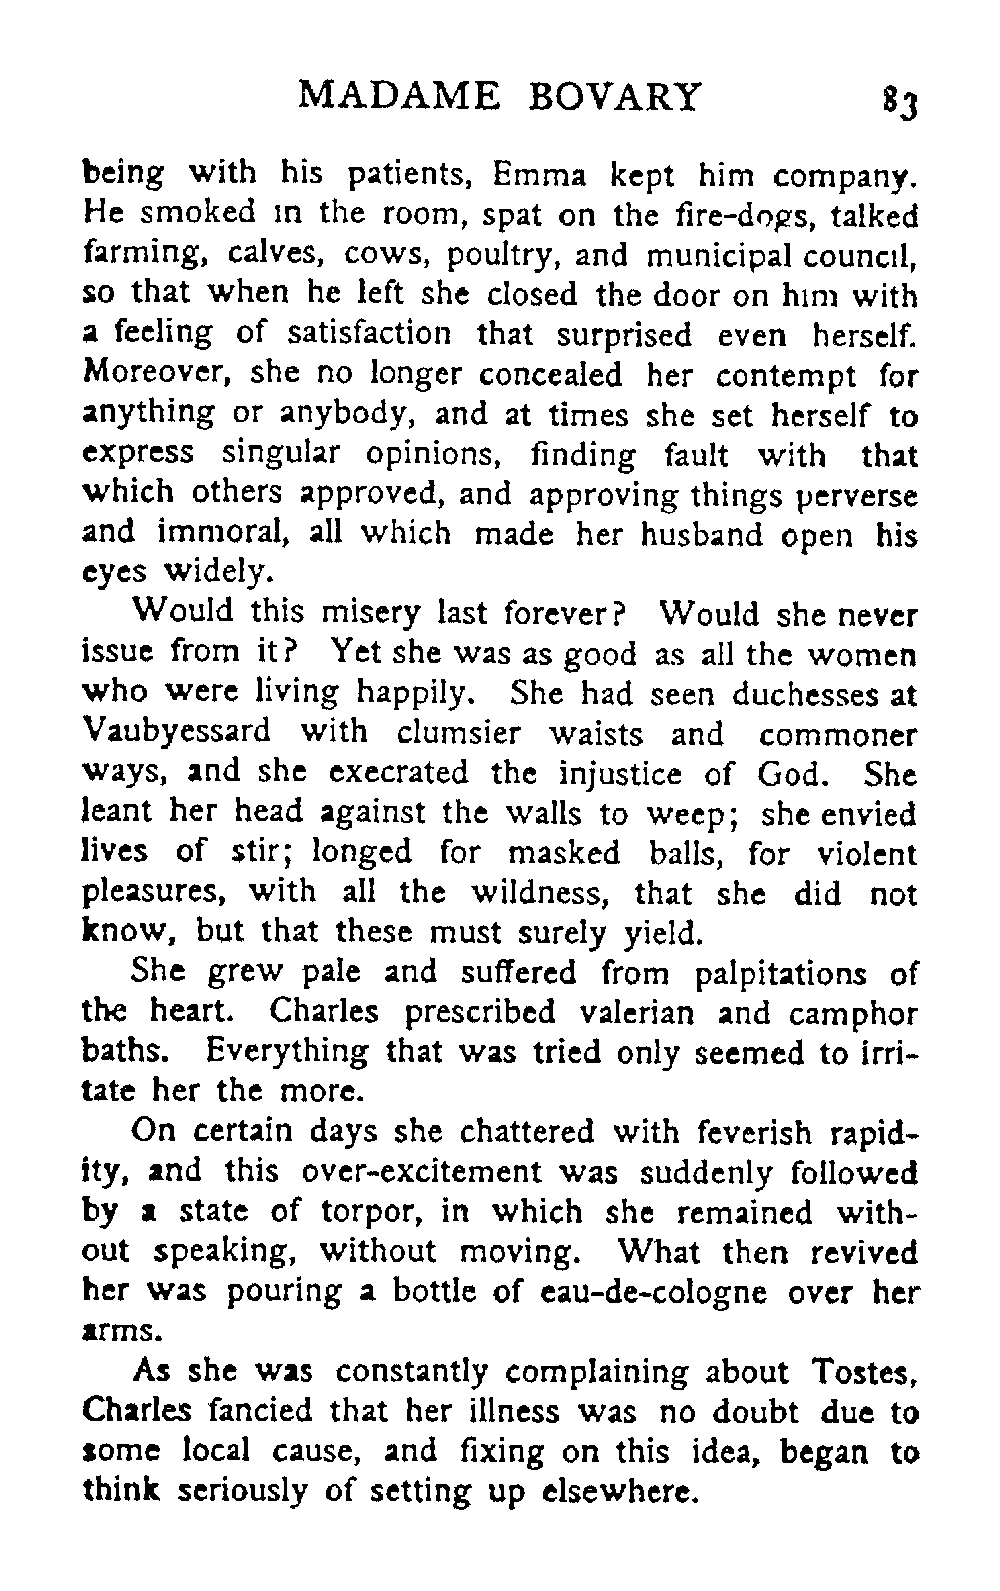 MADAME BOVARY 83
being with his patients, Emma kept him company.
He smoked in the room, spat on the fire-dogs, talked
farming, calves, cows, poultry, and municipal council,
so that when he left she closed the door on him with
a feeling of satisfaction that surprised even herself.
Moreover, she no longer concealed her contempt for
anything or anybody, and at times she set herself to
express singular opinions, finding fault with that
which others approved, and approving things perverse
and immoral, all which made her husband open his
eyes widely.
Would this misery last forever? Would she never
issue from it? Yet she was as good as all the women
who were living happily. She had seen duchesses at
Vaubyessard with clumsier waists and commoner
ways, and she execrated the injustice of God. She
leant her head against the walls to weep; she envied
lives of stir; longed for masked balls, for violent
pleasures, with all the wildness, that she did not
know, but that these must surely yield.
She grew pale and suffered from palpitations of
the heart. Charles prescribed valerian and camphor
baths. Everything that was tried only seemed to irri-
tate her the more.
On certain days she chattered with feverish rapid-
ity, and this over-excitement was suddenly followed
by a state of torpor, in which she remained with-
out speaking, without moving. What then revived
her was pouring a bottle of eau-de-cologne over her
arms.
As she was constantly complaining about Tostes,
Charles fancied that her illness was no doubt due to
some local cause, and fixing on this idea, began to
think seriously of setting up elsewhere.